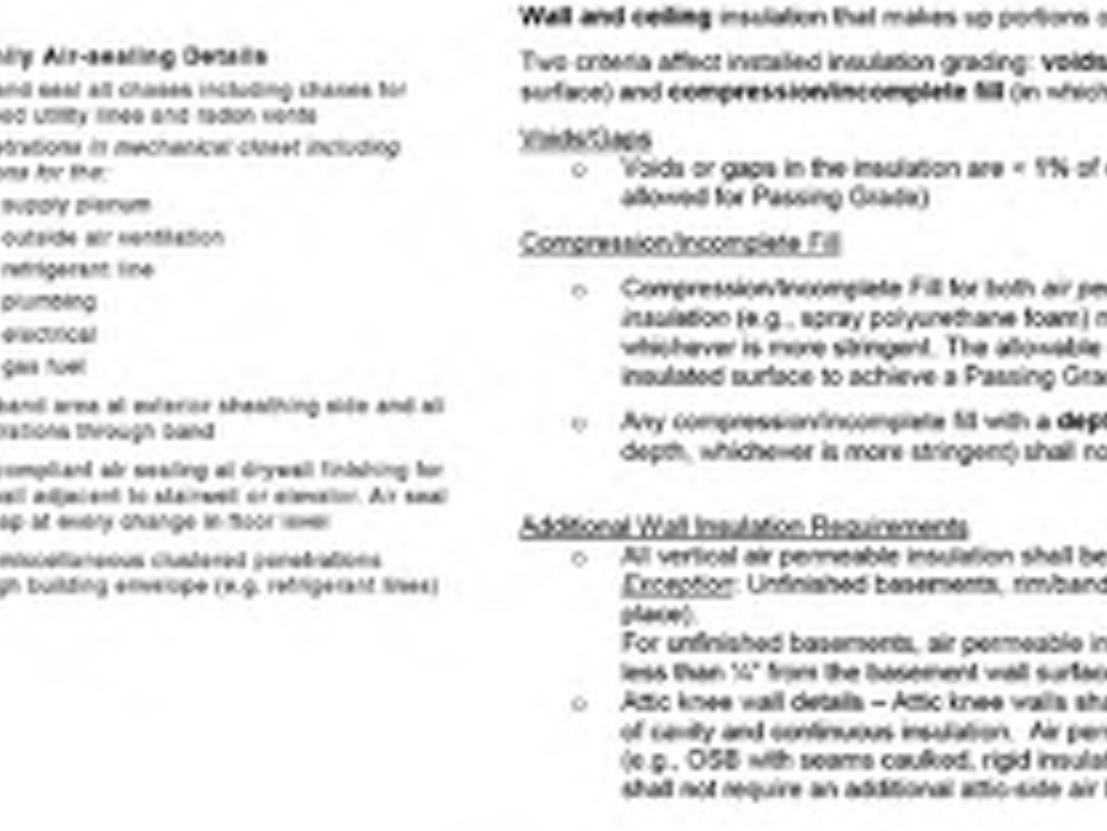 ily Air-sealing Details
and seal all chases including chases for
ed utility lines and radon vents
etrations in mechanical closet including
ons for the:
supply plenum
outside air ventilation
refrigerant line
plumbing
electrical
gas fuel
band area at exterior sheathing side and all
trations through band
compliant air sealing at drywall finishing for
all adjacent to stairwell or elevator. Air seal
op at every change in floor level
miscellaneous clustered penetrations
gh building envelope (e.g. refrigerant lines)
Wall and ceiling insulation that makes up portions o
Two criteria affect installed insulation grading: voids
surface) and compression/incomplete fill (in which
Voids/Gaps
o Voids or gaps in the insulation are < 1% of
allowed for Passing Grade)
Compression/Incomplete Fill
o Compression/Incomplete Fill for both air pe
insulation (e.g., spray polyurethane foam) m
whichever is more stringent. The allowable
insulated surface to achieve a Passing Gra
o Any compression/incomplete fill with a dept
depth, whichever is more stringent) shall no
Additional Wall Insulation Requirements
o All vertical air permeable insulation shall be
Exception: Unfinished basements, rim/band
place).
For unfinished basements, air permeable in
less than ¼" from the basement wall surfac
o Attic knee wall details – Attic knee walls sha
of cavity and continuous insulation. Air per
(e.g., OSB with seams caulked, rigid insulat
shall not require an additional attic-side air